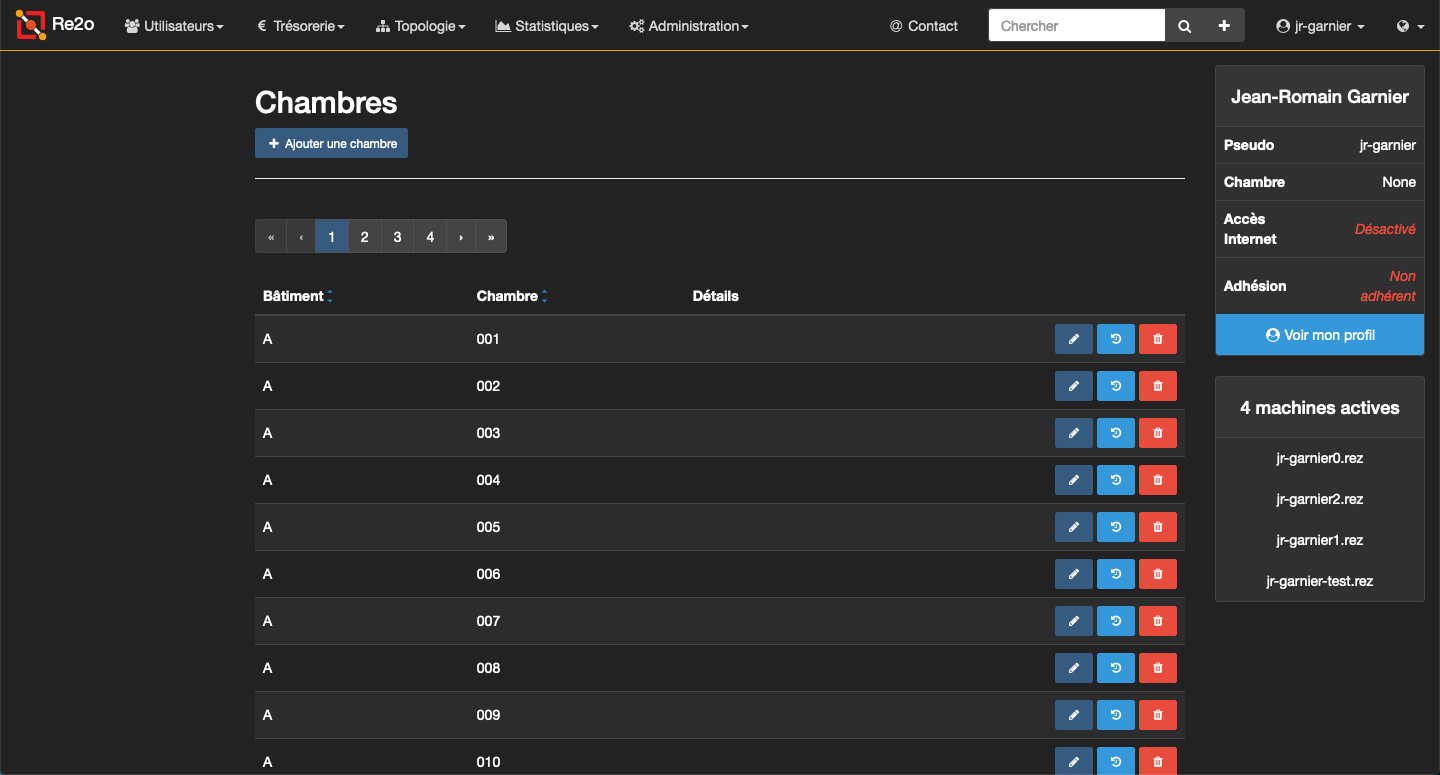 Re2o Utilisateurs € Trésorerie Topologie Statistiques Administration @ Contact Chercher jr-garnier
Chambres
+ Ajouter une chambre
« ‹ 1 2 3 4 › »
Bâtiment Chambre Détails
A 001
A 002
A 003
A 004
A 005
A 006
A 007
A 008
A 009
A 010
Jean-Romain Garnier
Pseudo jr-garnier
Chambre None
Accès
Internet
Désactivé
Adhésion
Non
adhérent
Voir mon profil
4 machines actives
jr-garnier0.rez
jr-garnier2.rez
jr-garnier1.rez
jr-garnier-test.rez